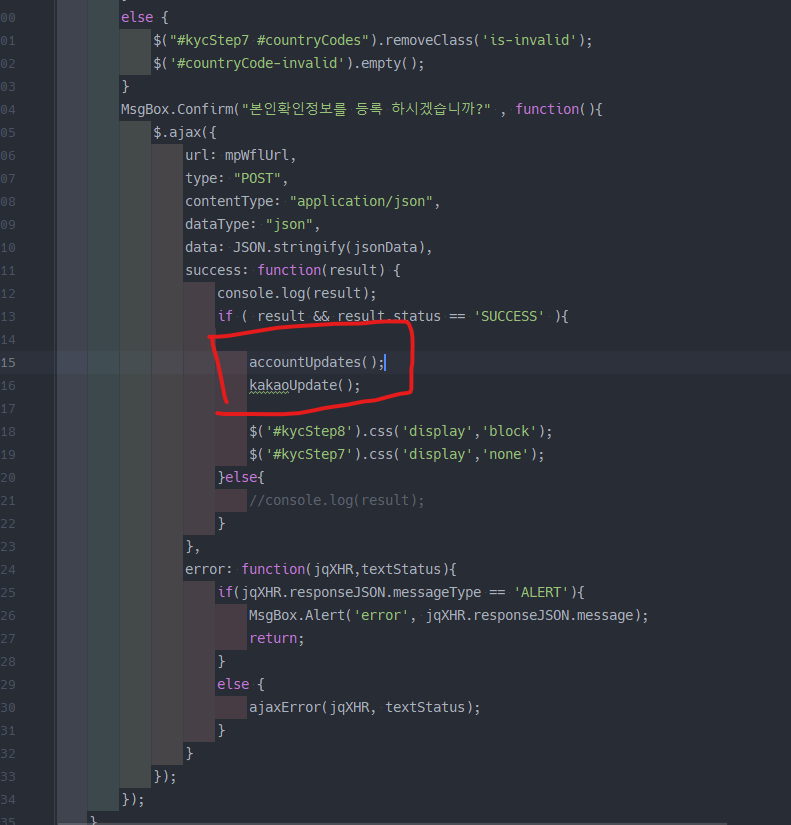 00 else {
01 $("#kycStep7 #countryCodes").removeClass('is-invalid');
02 $('#countryCode-invalid').empty();
03 }
04 MsgBox.Confirm("본인확인정보를 등록 하시겠습니까?" , function(){
05 $.ajax({
06 url: mpWflUrl,
07 type: "POST",
08 contentType: "application/json",
09 dataType: "json",
10 data: JSON.stringify(jsonData),
11 success: function(result) {
12 console.log(result);
13 if ( result && result.status == 'SUCCESS' ){
14
15 accountUpdates();
16 kakaoUpdate();
17
18 $('#kycStep8').css('display','block');
19 $('#kycStep7').css('display','none');
20 }else{
21 //console.log(result);
22 }
23 },
24 error: function(jqXHR,textStatus){
25 if(jqXHR.responseJSON.messageType == 'ALERT'){
26 MsgBox.Alert('error', jqXHR.responseJSON.message);
27 return;
28 }
29 else {
30 ajaxError(jqXHR, textStatus);
31 }
32 }
33 });
34 });
35 }